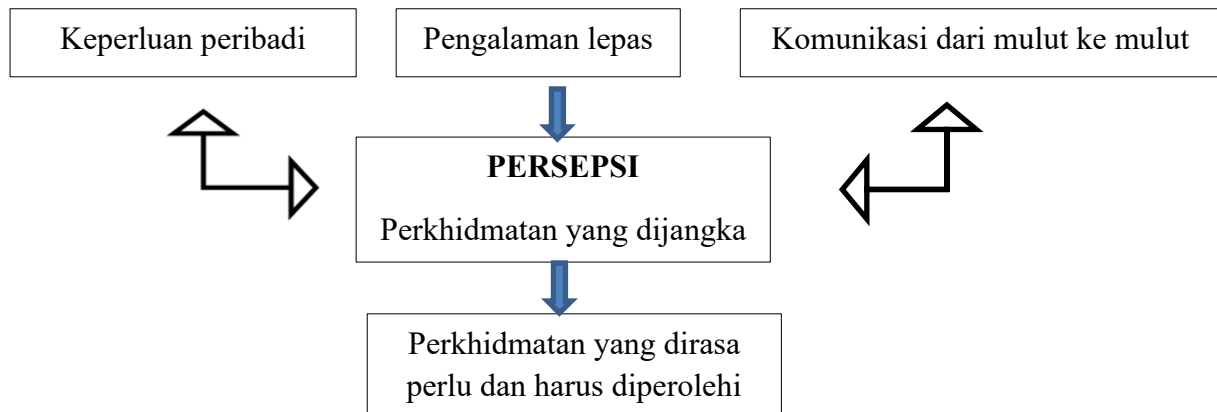 Keperluan peribadi
Pengalaman lepas
Komunikasi dari mulut ke mulut
PERSEPSI
Perkhidmatan yang dijangka
Perkhidmatan yang dirasa
perlu dan harus diperolehi